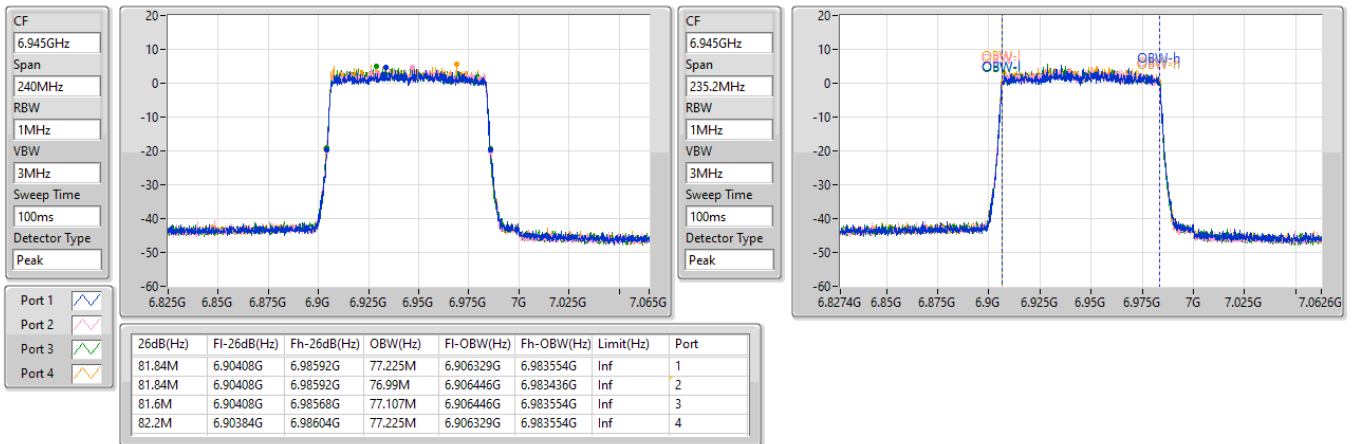 CF
6.945GHz
Span
240MHz
RBW
1MHz
VBW
3MHz
Sweep Time
100ms
Detector Type
Peak
20
10
0
-10
-20
-30
-40
-50
-60
6.825G 6.85G 6.875G 6.9G 6.925G 6.95G 6.975G 7G 7.025G 7.065G
CF
6.945GHz
Span
235.2MHz
RBW
1MHz
VBW
3MHz
Sweep Time
100ms
Detector Type
Peak
20
10
0
-10
-20
-30
-40
-50
-60
OBW-l
OBW-l
OBW-h
OBW-h
6.8274G 6.85G 6.875G 6.9G 6.925G 6.95G 6.975G 7G 7.025G 7.0626G
Port 1
Port 2
Port 3
Port 4
26dB(Hz) Fl-26dB(Hz) Fh-26dB(Hz) OBW(Hz) Fl-OBW(Hz) Fh-OBW(Hz) Limit(Hz) Port
81.84M 6.90408G 6.98592G 77.225M 6.906329G 6.983554G Inf 1
81.84M 6.90408G 6.98592G 76.99M 6.906446G 6.983436G Inf 2
81.6M 6.90408G 6.98568G 77.107M 6.906446G 6.983554G Inf 3
82.2M 6.90384G 6.98604G 77.225M 6.906329G 6.983554G Inf 4